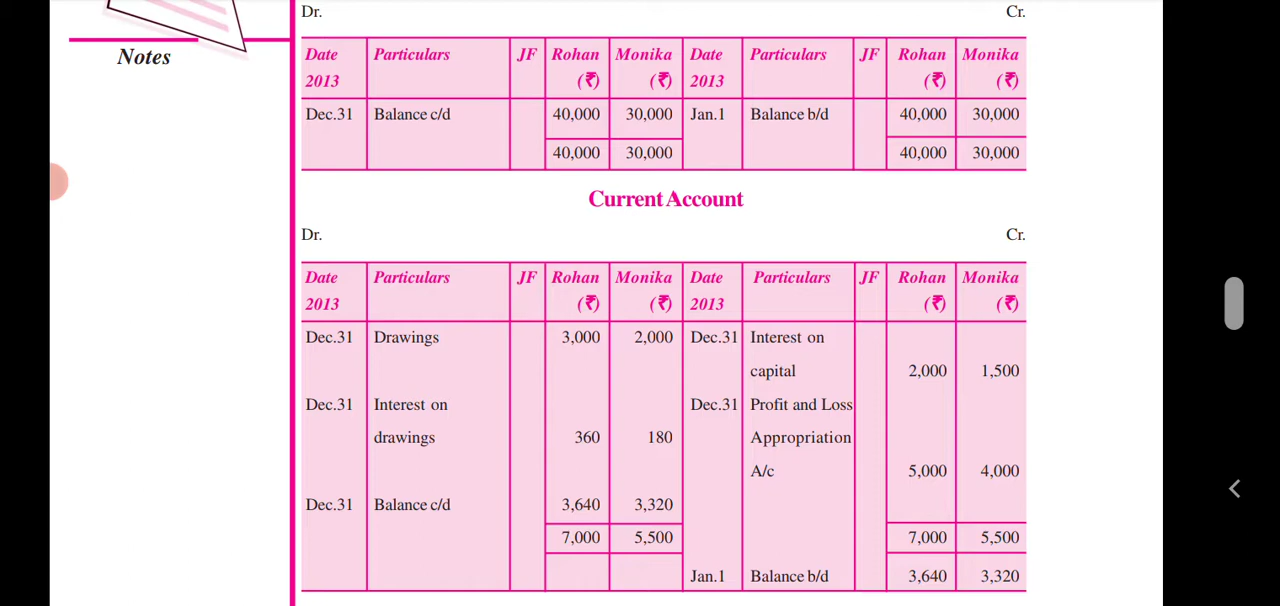 Dr. Cr.
Notes
Date Particulars JF Rohan Monika Date Particulars JF Rohan Monika
2013 (₹) (₹) 2013 (₹) (₹)
Dec.31 Balance c/d 40,000 30,000 Jan.1 Balance b/d 40,000 30,000
40,000 30,000 40,000 30,000
Current Account
Dr. Cr.
Date Particulars JF Rohan Monika Date Particulars JF Rohan Monika
2013 (₹) (₹) 2013 (₹) (₹)
Dec.31 Drawings 3,000 2,000 Dec.31 Interest on
capital 2,000 1,500
Dec.31 Interest on Dec.31 Profit and Loss
drawings 360 180 Appropriation
A/c 5,000 4,000
Dec.31 Balance c/d 3,640 3,320
7,000 5,500 7,000 5,500
Jan.1 Balance b/d 3,640 3,320